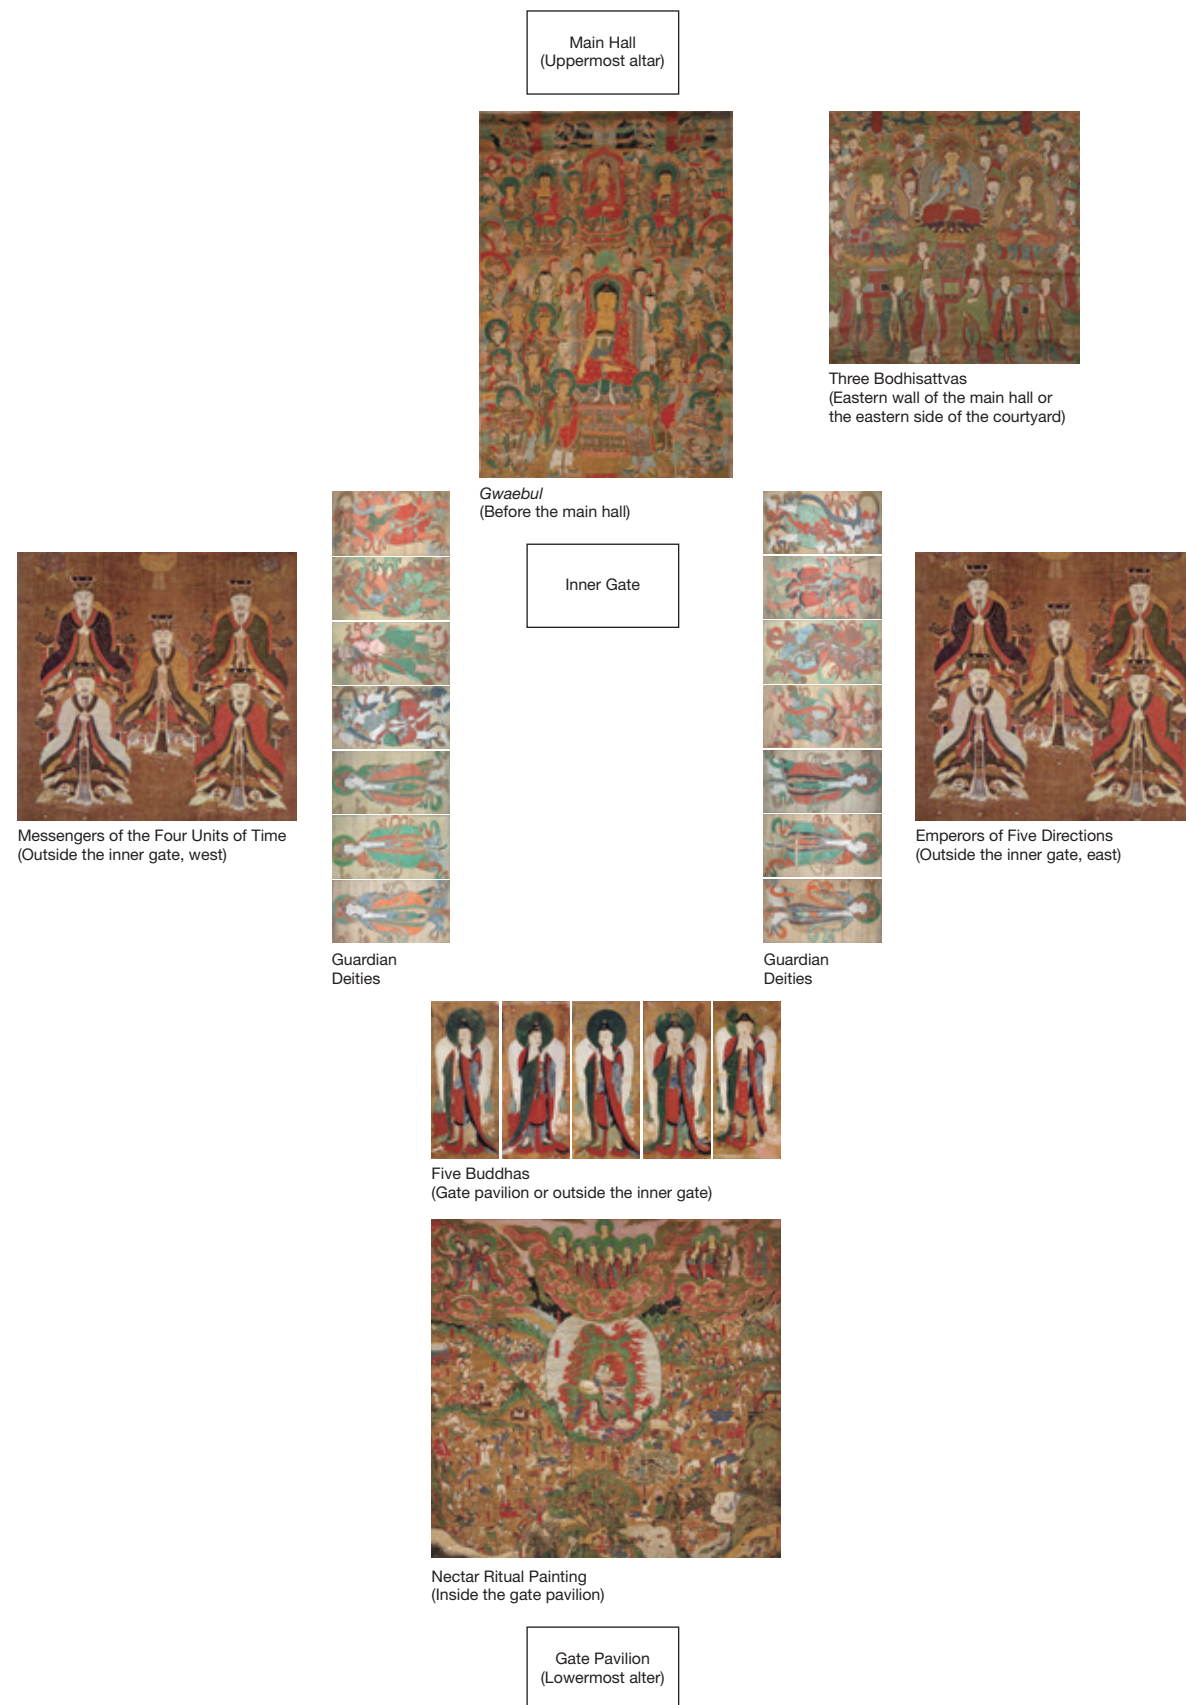 Main Hall
(Uppermost altar)
Three Bodhisattvas
(Eastern wall of the main hall or
the eastern side of the courtyard)
Gwaebul
(Before the main hall)
Inner Gate
Messengers of the Four Units of Time
(Outside the inner gate, west)
Emperors of Five Directions
(Outside the inner gate, east)
Guardian
Deities
Guardian
Deities
Five Buddhas
(Gate pavilion or outside the inner gate)
Nectar Ritual Painting
(Inside the gate pavilion)
Gate Pavilion
(Lowermost alter)